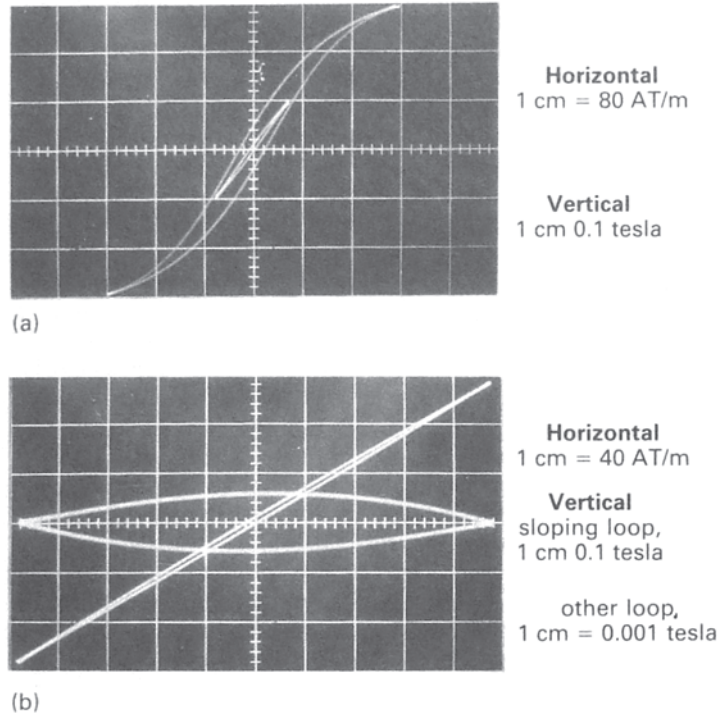 Horizontal
1 cm = 80 AT/m
Vertical
1 cm 0.1 tesla
(a)
Horizontal
1 cm = 40 AT/m
Vertical
sloping loop,
1 cm 0.1 tesla
other loop,
1 cm = 0.001 tesla
(b)